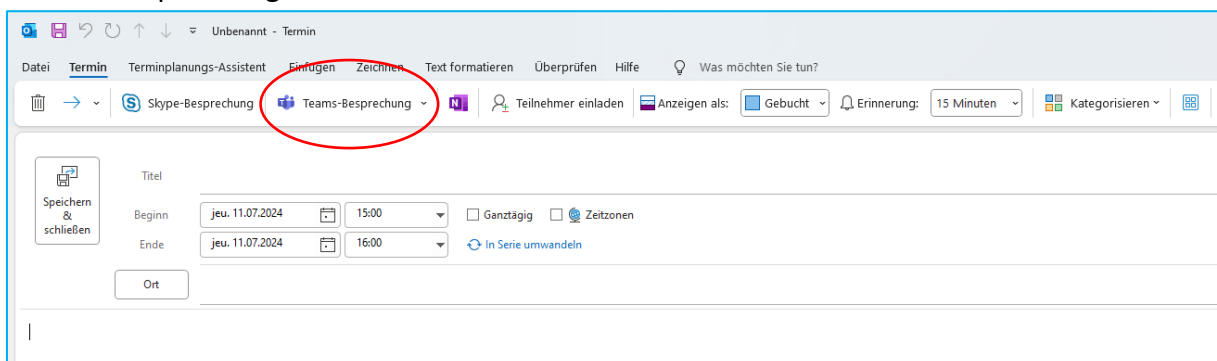 Unbenannt - Termin
Datei Termin Terminplanungs-Assistent Einfügen Zeichnen Text formatieren Überprüfen Hilfe Was möchten Sie tun?
Skype-Besprechung Teams-Besprechung Teilnehmer einladen Anzeigen als: Gebucht Erinnerung: 15 Minuten Kategorisieren
Speichern
&
schließen
Titel
Beginn jeu. 11.07.2024 15:00 Ganztägig Zeitzonen
Ende jeu. 11.07.2024 16:00 In Serie umwandeln
Ort